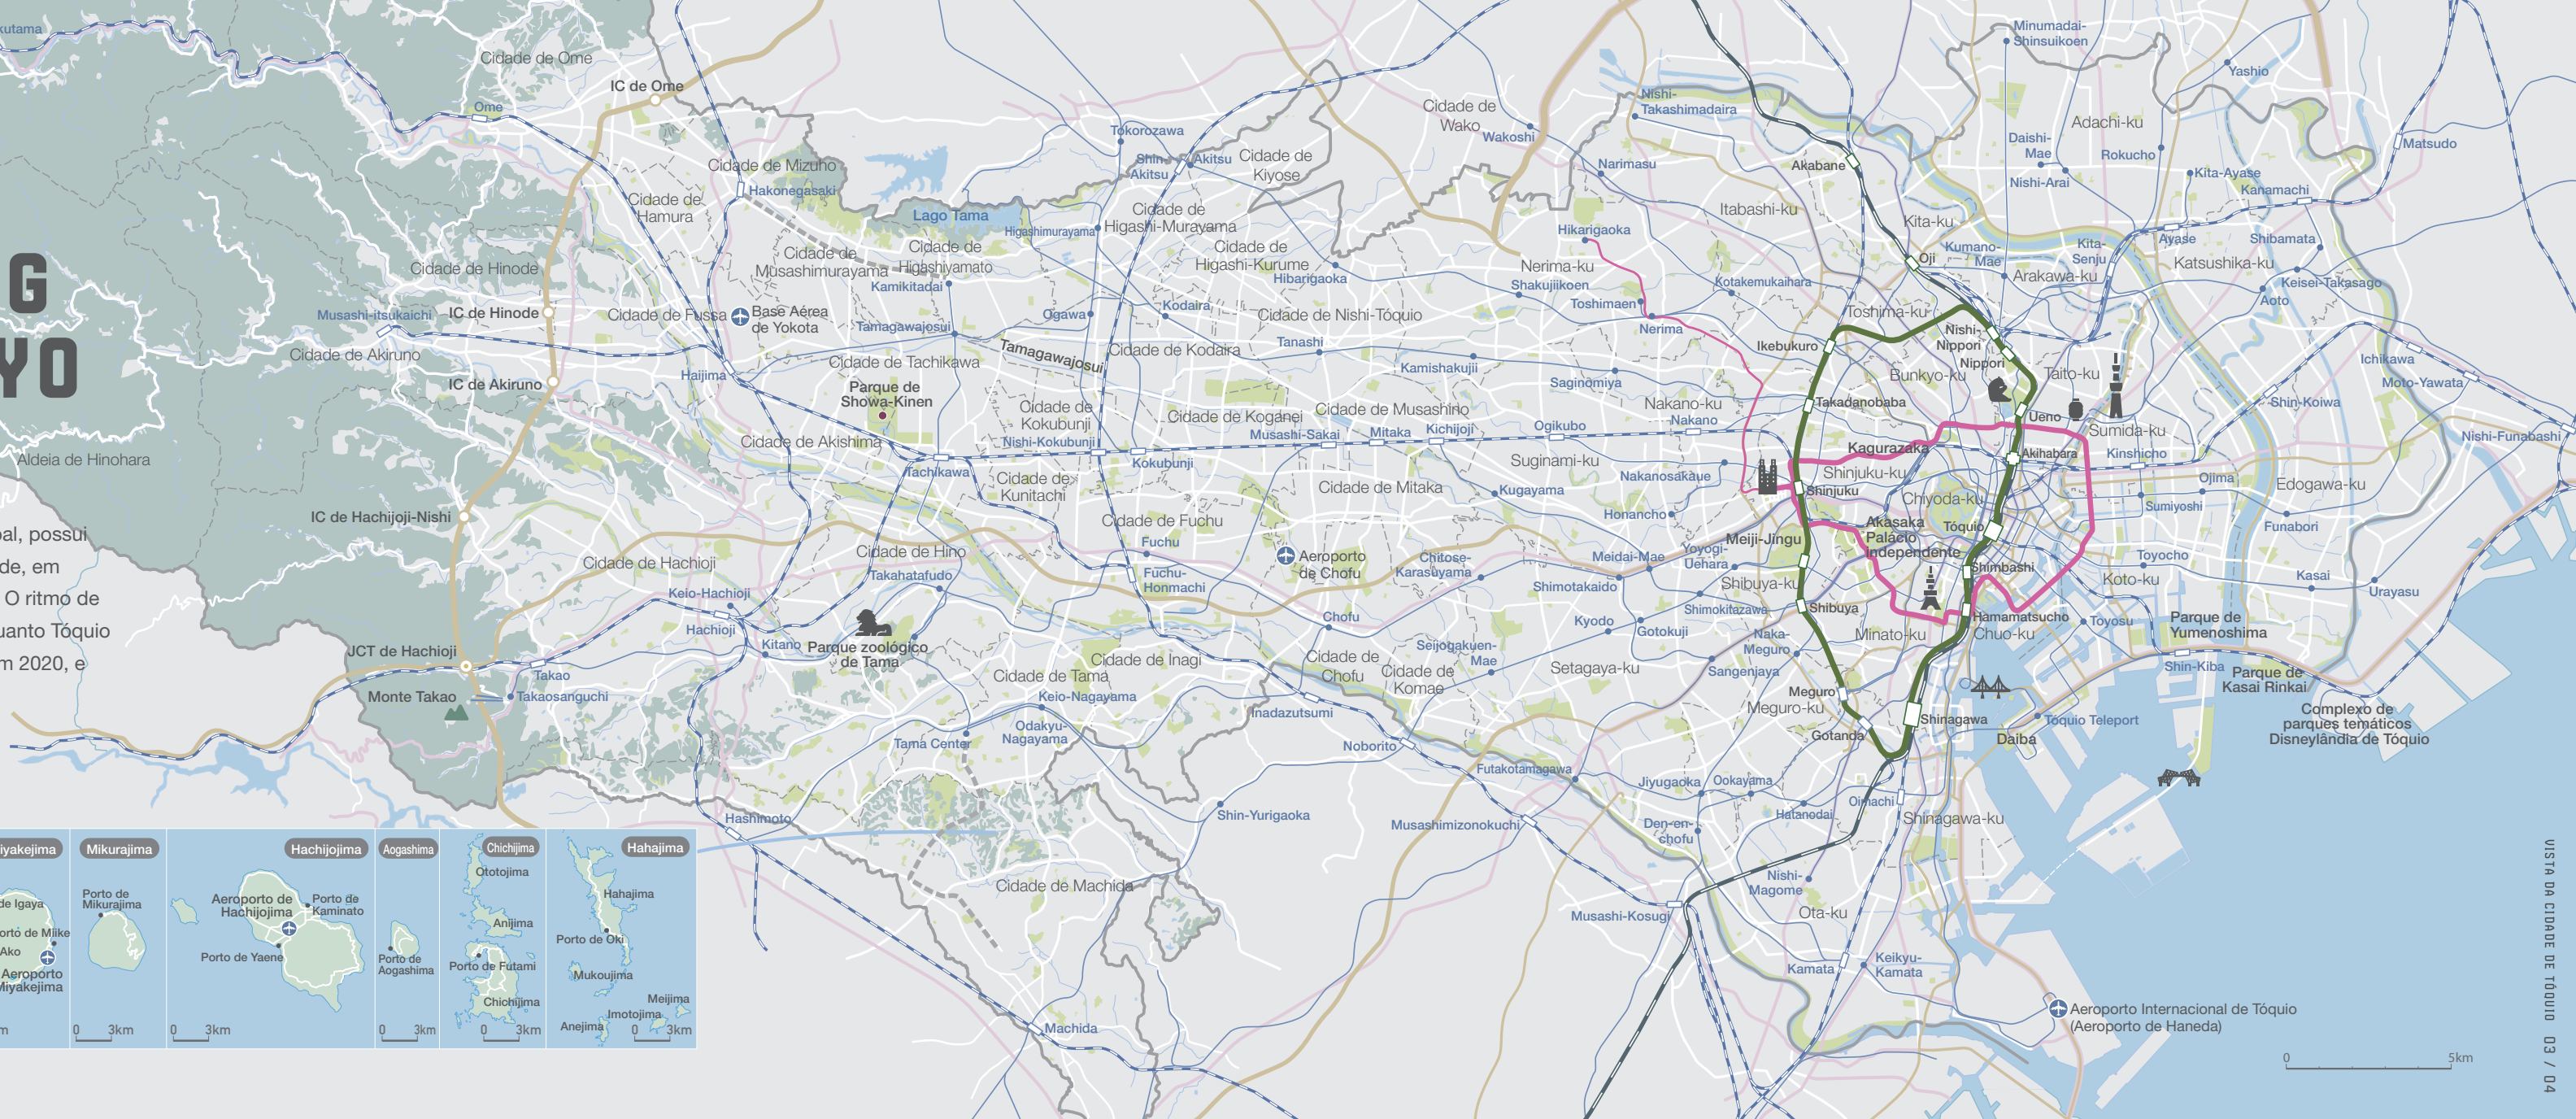 G
YO
pal, possui
de, em
O ritmo de
uanto Tóquio
m 2020, e
kutama
Cidade de Ome
IC de Ome
Ome
Cidade de Mizuho
Hakonegasaki
Cidade de
Hamura
Lago Tama
Tokorozawa
Shin-
Akitsu
Akitsu
Cidade de
Kiyose
Cidade de
Wako
Wakoshi
Nishi-
Takashimadaira
Narimasu
Minumadai-
Shinsuikoen
Yashio
Adachi-ku
Daishi-
Mae
Rokucho
Nishi-Arai
Kita-Ayase
Kanamachi
Matsudo
Akabane
Itabashi-ku
Kita-ku
Higashimurayama
Cidade de
Higashi-Murayama
Cidade de
Musashimurayama
Cidade de
Higashiyamato
Kamikitadai
Cidade de
Higashi-Kurume
Hibarigaoka
Hikarigaoka
Nerima-ku
Shakujiikoen
Toshimaen
Nerima
Kotakemukaihara
Oji
Kumano-
Mae
Arakawa-ku
Kita-
Senju
Ayase
Shibamata
Katsushika-ku
Keisei-Takasago
Aoto
Cidade de Hinode
IC de Hinode
Musashi-itsukaichi
Cidade de Akiruno
IC de Akiruno
Cidade de Fussa
Base Aérea
de Yokota
Tamagawajosui
Ogawa
Kodaira
Cidade de Nishi-Tóquio
Toshima-ku
Nishi-
Nippori
Nippori
Ikebukuro
Bunkyo-ku
Taito-ku
Ichikawa
Moto-Yawata
Shin-Koiwa
Nishi-Funabashi
Haijima
Cidade de Tachikawa
Parque de
Showa-Kinen
Tamagawajosui
Cidade de Kodaira
Tanashi
Kamishakujii
Saginomiya
Takadanobaba
Ueno
Sumida-ku
Nakano-ku
Nakano
Cidade de Akishima
Cidade de
Kokubunji
Nishi-Kokubunji
Cidade de Koganei
Musashi-Sakai
Cidade de Musashino
Mitaka
Kichijoji
Ogikubo
Kagurazaka
Akihabara
Kinshicho
Aldeia de Hinohara
Tachikawa
Kokubunji
Cidade de
Kunitachi
Cidade de Mitaka
Suginami-ku
Kugayama
Nakanosakaue
Honancho
Shinjuku-ku
Shinjuku
Chiyoda-ku
Ojima
Edogawa-ku
Sumiyoshi
Funabori
IC de Hachijoji-Nishi
Cidade de Hachioji
Cidade de Hino
Takahatafudo
Cidade de Fuchu
Fuchu
Fuchu-
Honmachi
Aeroporto
de Chofu
Chitose-
Karasuyama
Meidai-Mae
Shimotakaido
Yoyogi-
Uehara
Meiji-Jingu
Akasaka
Palácio
independente
Tóquio
Shimbashi
Shibuya-ku
Shibuya
Toyocho
Koto-ku
Kasai
Urayasu
Keio-Hachioji
Hachioji
Kitano
Parque zoológico
de Tama
Cidade de Inagi
Chofu
Cidade de
Chofu
Cidade de
Komae
Seijogakuen-
Mae
Kyodo
Gotokuji
Shimokitazawa
Naka-
Meguro
Setagaya-ku
Sangenjaya
Minato-ku
Hamamatsucho
Chuo-ku
Toyosu
Parque de
Yumenoshima
Shin-Kiba
Parque de
Kasai Rinkai
Complexo de
parques temáticos
Disneylândia de Tóquio
JCT de Hachioji
Takao
Monte Takao
Takaosanguchi
Cidade de Tama
Keio-Nagayama
Odakyu-
Nagayama
Tama Center
Inadazutsumi
Noborito
Futakotamagawa
Meguro
Meguro-ku
Gotanda
Shinagawa
Tóquio Teleport
Daiba
Jiyugaoka
Ookayama
Oimachi
Hatanodai
Den-en-
chofu
Shinagawa-ku
Hashimoto
Shin-Yurigaoka
Musashimizonokuchi
Nishi-
Magome
Ota-ku
Musashi-Kosugi
Cidade de Machida
Machida
Kamata
Keikyu-
Kamata
Aeroporto Internacional de Tóquio
(Aeroporto de Haneda)
0
5km
iyakejima
de Igaya
orto de Miike
Ako
Aeroporto
Miyakejima
m
Mikurajima
Porto de
Mikurajima
0
3km
Hachijojima
Aeroporto de
Hachijojima
Porto de
Kaminato
Porto de Yaene
0
3km
Aogashima
Porto de
Aogashima
0
3km
Chichijima
Ototojima
Anijima
Porto de Futami
Chichijima
0
3km
Hahajima
Hahajima
Porto de Oki
Mukoujima
Meijima
Imotojima
Anejima
0
3km
VISTA DA CIDADE DE TÓQUIO 03 / 04